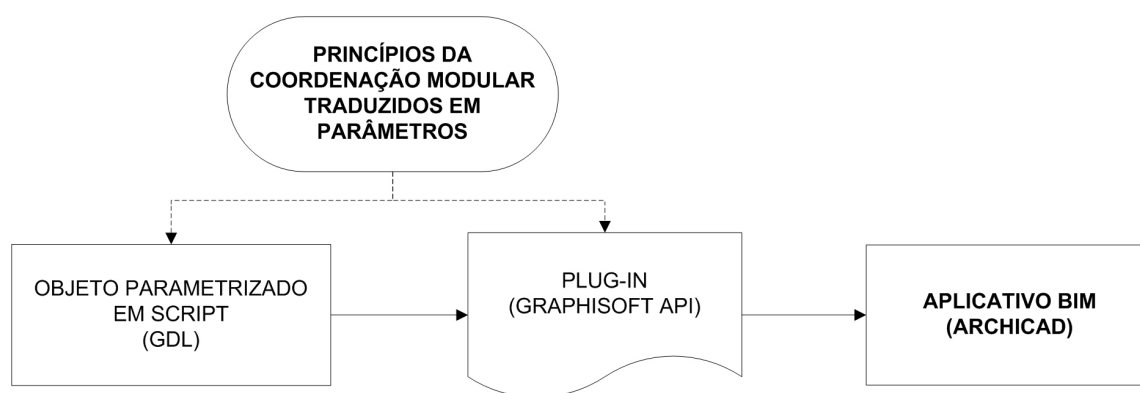 PRINCÍPIOS DA
COORDENAÇÃO MODULAR
TRADUZIDOS EM
PARÂMETROS
OBJETO PARAMETRIZADO
EM SCRIPT
(GDL)
PLUG-IN
(GRAPHISOFT API)
APLICATIVO BIM
(ARCHICAD)